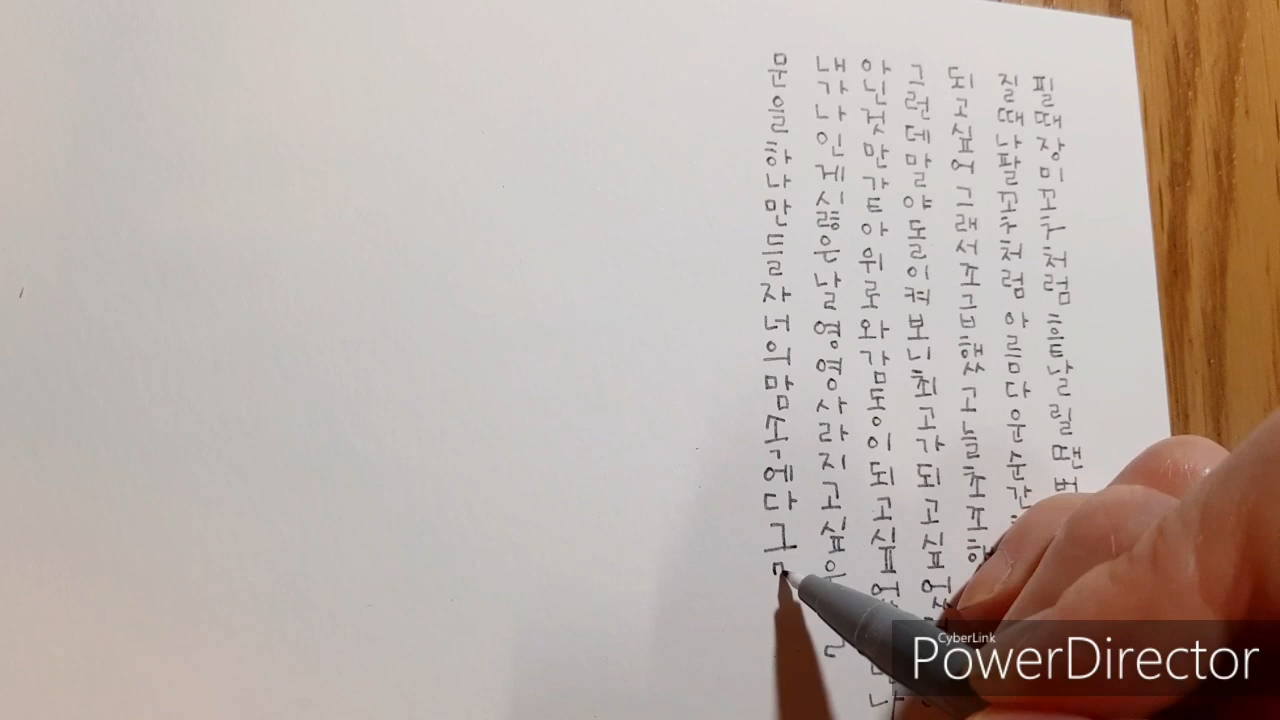 필때장미꽃처럼흩날릴땐
질때나팔꽃처럼아름다운순간
되고싶어그래서조급했고늘초조
그런데말야돌이켜보니최고가되고싶었
아닌것만같아위로와감동이되고싶었
내가나인게싫은날영영사라지고싶
문을하나만들자너의맘속에다그
CyberLink
PowerDirector